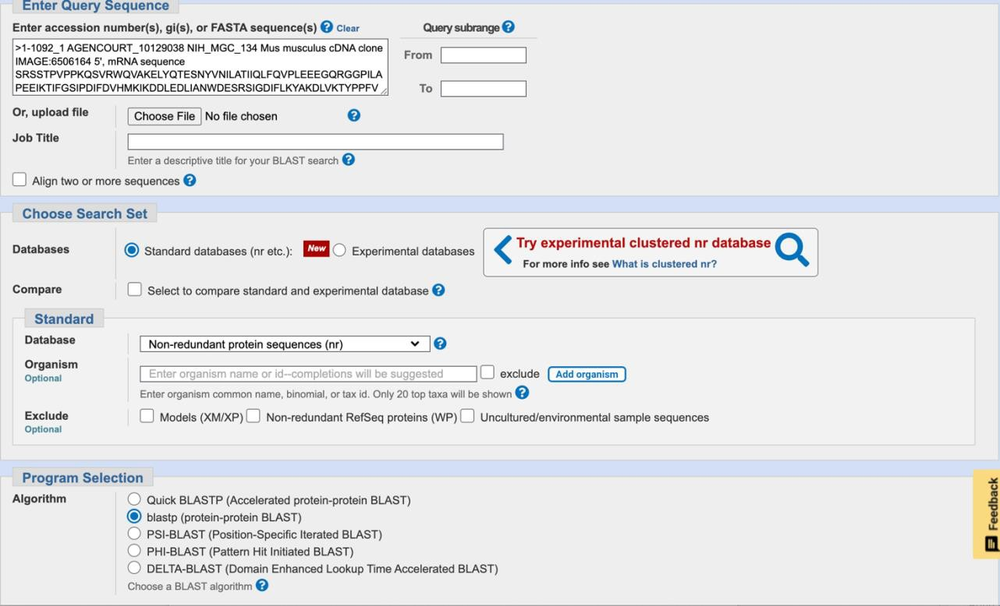 Enter Query Sequence
Enter accession number(s), gi(s), or FASTA sequence(s) ? Clear
Query subrange ?
>1-1092_1 AGENCOURT_10129038 NIH_MGC_134 Mus musculus cDNA clone
IMAGE:6506164 5', mRNA sequence
SRSSTPVPPKQSVRWQVAKELYQTESNYVNILATIIQLFQVPLEEEGQRGGPILA
PEEIKTIFGSIPDIFDVHMKIKDDLEDLIANWDESRSIGDIFLKYAKDLVKTYPPFV
From
To
Or, upload file
Choose File No file chosen ?
Job Title
Enter a descriptive title for your BLAST search ?
Align two or more sequences ?
Choose Search Set
Databases
Standard databases (nr etc.): New Experimental databases
Try experimental clustered nr database
For more info see What is clustered nr?
Compare
Select to compare standard and experimental database ?
Standard
Database
Non-redundant protein sequences (nr) ?
Organism
Optional
Enter organism name or id--completions will be suggested exclude Add organism
Enter organism common name, binomial, or tax id. Only 20 top taxa will be shown ?
Exclude
Optional
Models (XM/XP) Non-redundant RefSeq proteins (WP) Uncultured/environmental sample sequences
Program Selection
Algorithm
Quick BLASTP (Accelerated protein-protein BLAST)
blastp (protein-protein BLAST)
PSI-BLAST (Position-Specific Iterated BLAST)
PHI-BLAST (Pattern Hit Initiated BLAST)
DELTA-BLAST (Domain Enhanced Lookup Time Accelerated BLAST)
Choose a BLAST algorithm ?
Feedback